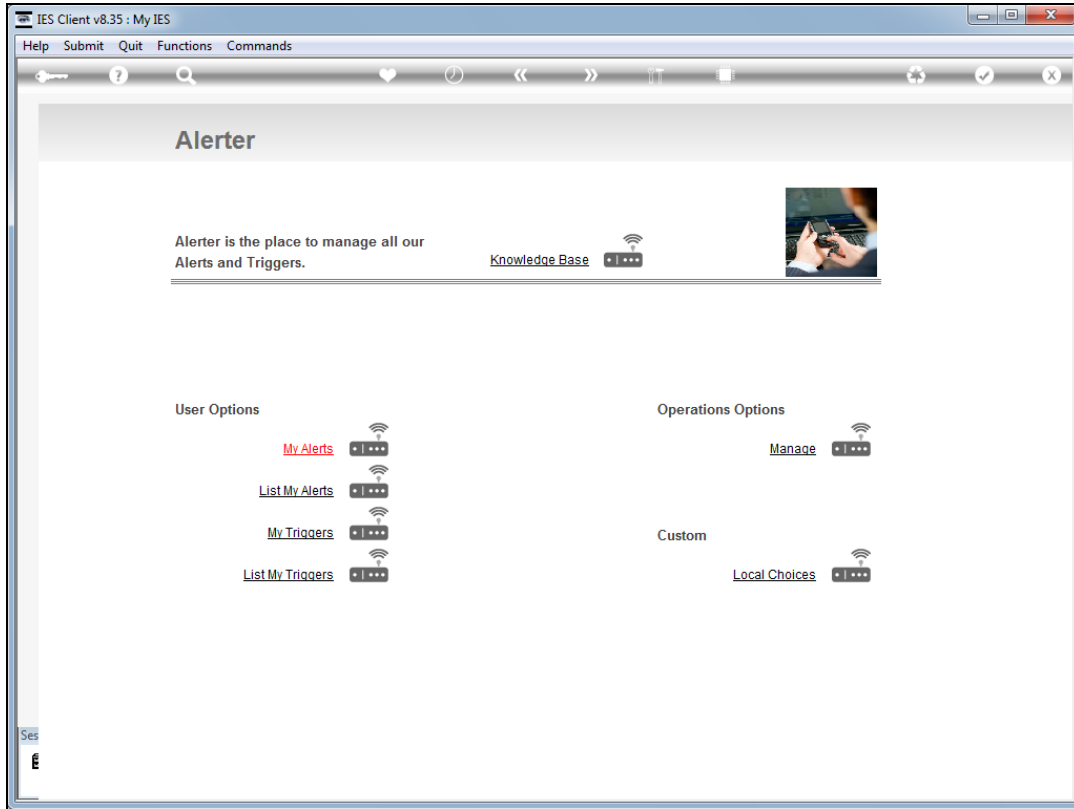 IES Client v8.35 : My IES
Help Submit Quit Functions Commands
Alerter
Alerter is the place to manage all our
Alerts and Triggers.
Knowledge Base
User Options
My Alerts
List My Alerts
My Triggers
List My Triggers
Operations Options
Manage
Custom
Local Choices
Ses